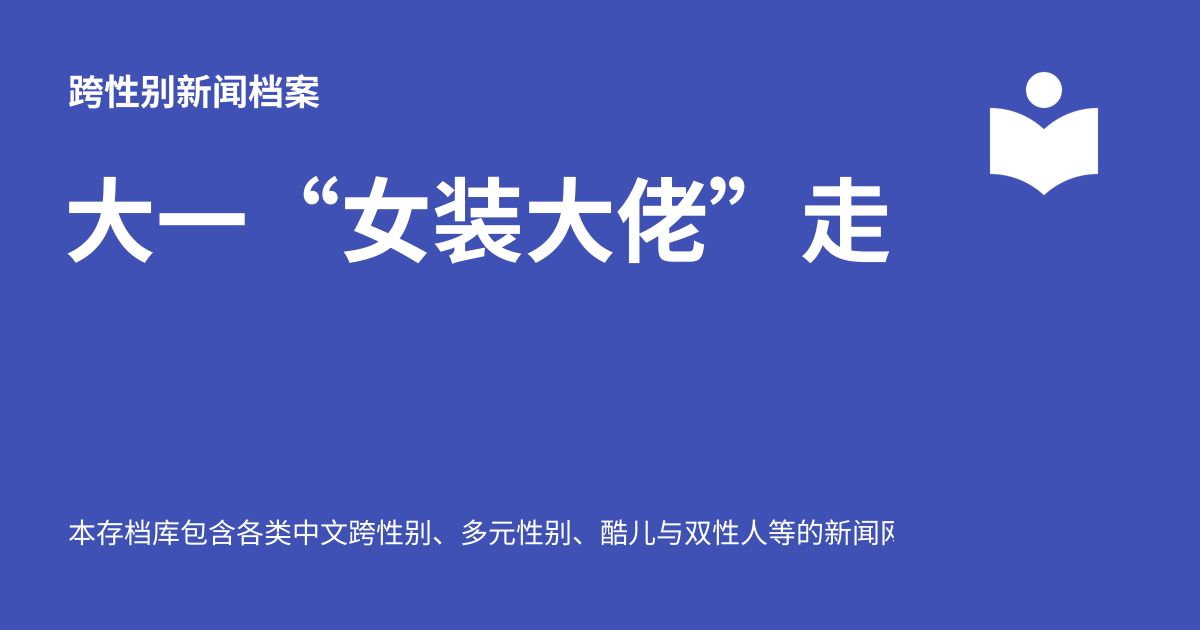 跨性别新闻档案
大一“女装大佬”走
本存档库包含各类中文跨性别、多元性别、酷儿与双性人等的新闻